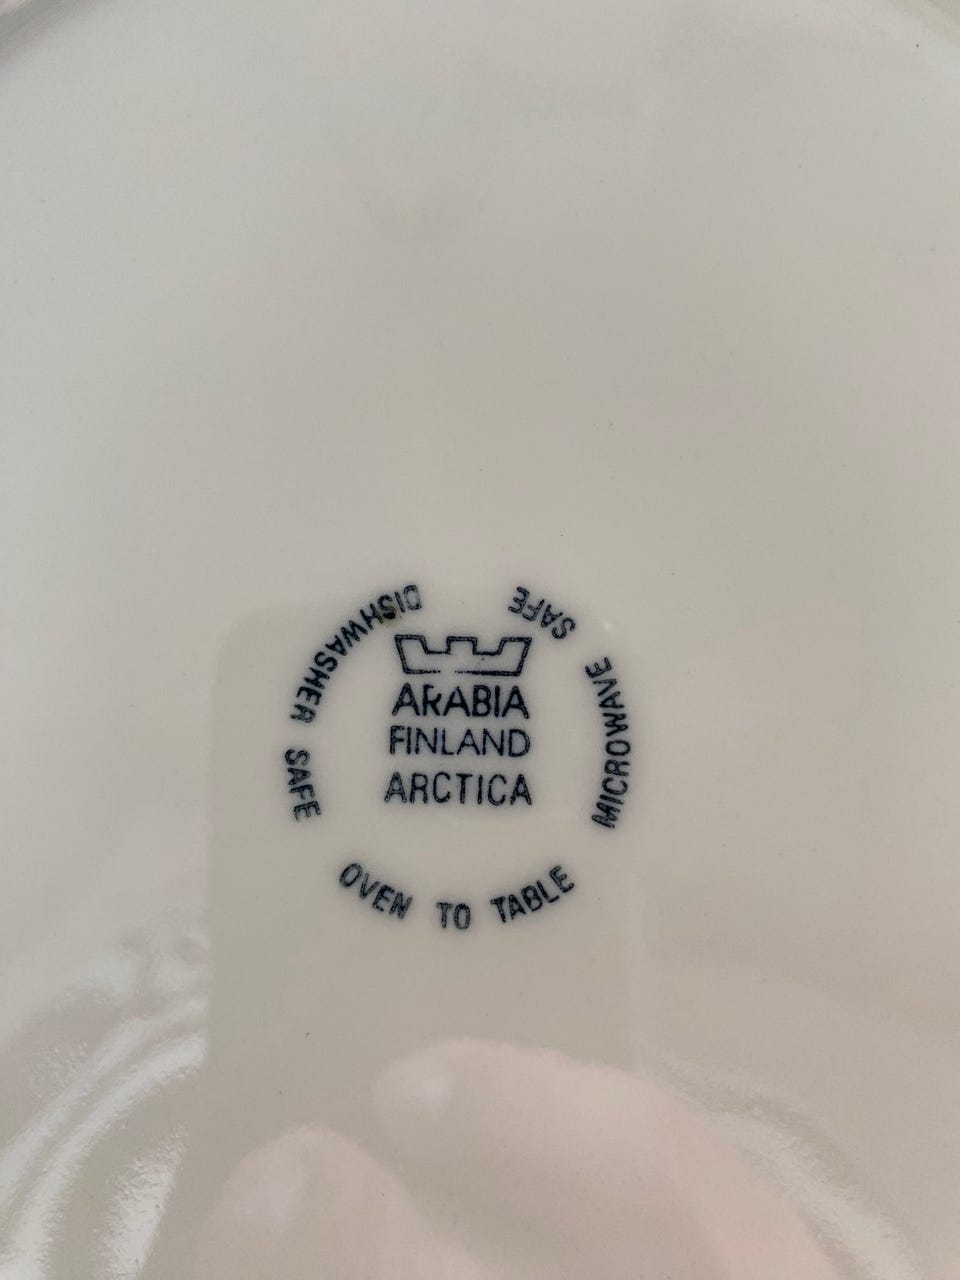 ARABIA
FINLAND
ARCTICA
DISHWASHER SAFE
OVEN TO TABLE
MICROWAVE SAFE